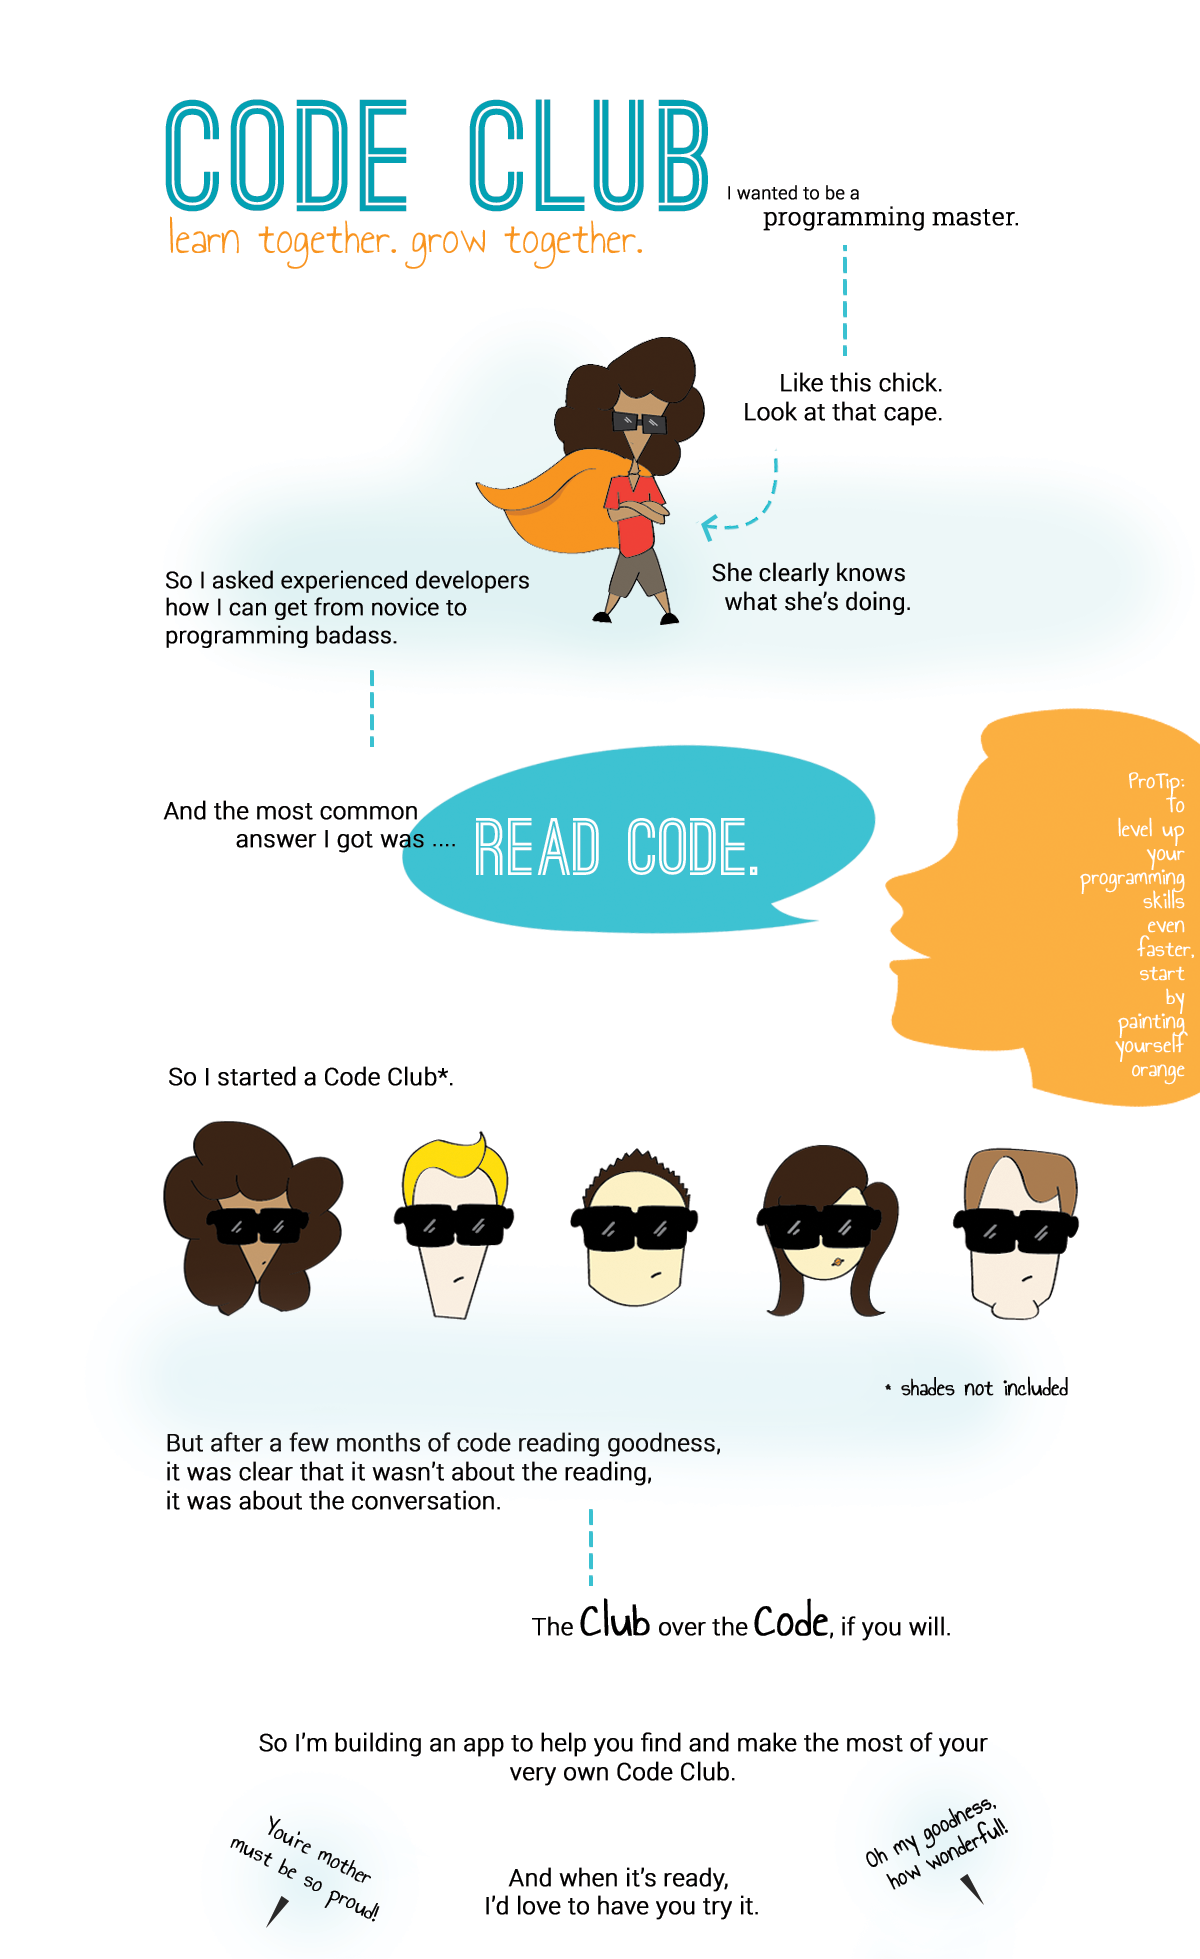 CODE CLUB
learn together. grow together.
I wanted to be a
programming master.
Like this chick.
Look at that cape.
She clearly knows
what she's doing.
So I asked experienced developers
how I can get from novice to
programming badass.
And the most common
answer I got was ....
READ CODE.
ProTip:
to
level up
your
programming
skills
even
faster,
start
by
painting
yourself
orange
So I started a Code Club*.
* shades not included
But after a few months of code reading goodness,
it was clear that it wasn't about the reading,
it was about the conversation.
The Club over the Code, if you will.
So I'm building an app to help you find and make the most of your
very own Code Club.
You're mother
must be so proud!
Oh my goodness,
how wonderful!
And when it's ready,
I'd love to have you try it.